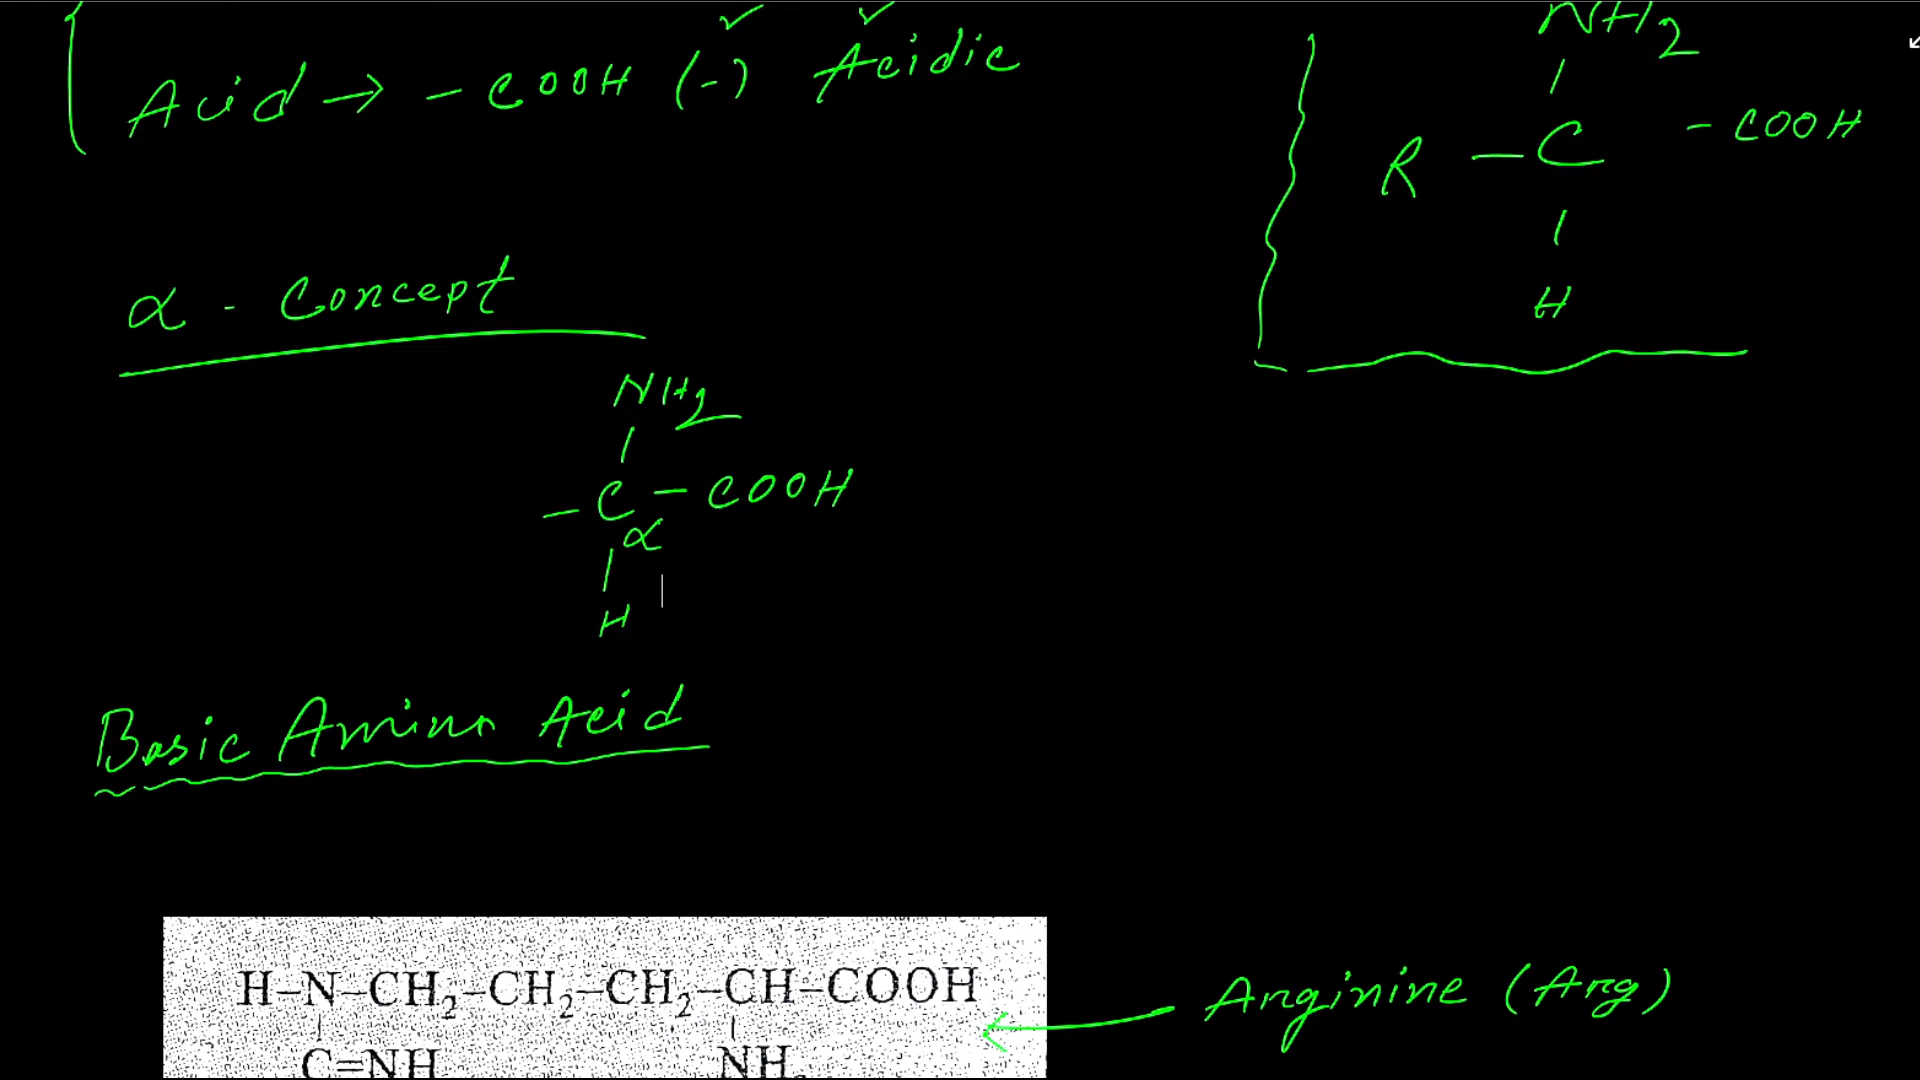 Acid → - COOH (-) Acidic
NH2
R - C - COOH
H
α - Concept
NH2
- C - COOH
α
H
Basic Amino Acid
H–N–CH2–CH2–CH2–CH–COOH
C=NH NH2
Arginine (Arg)